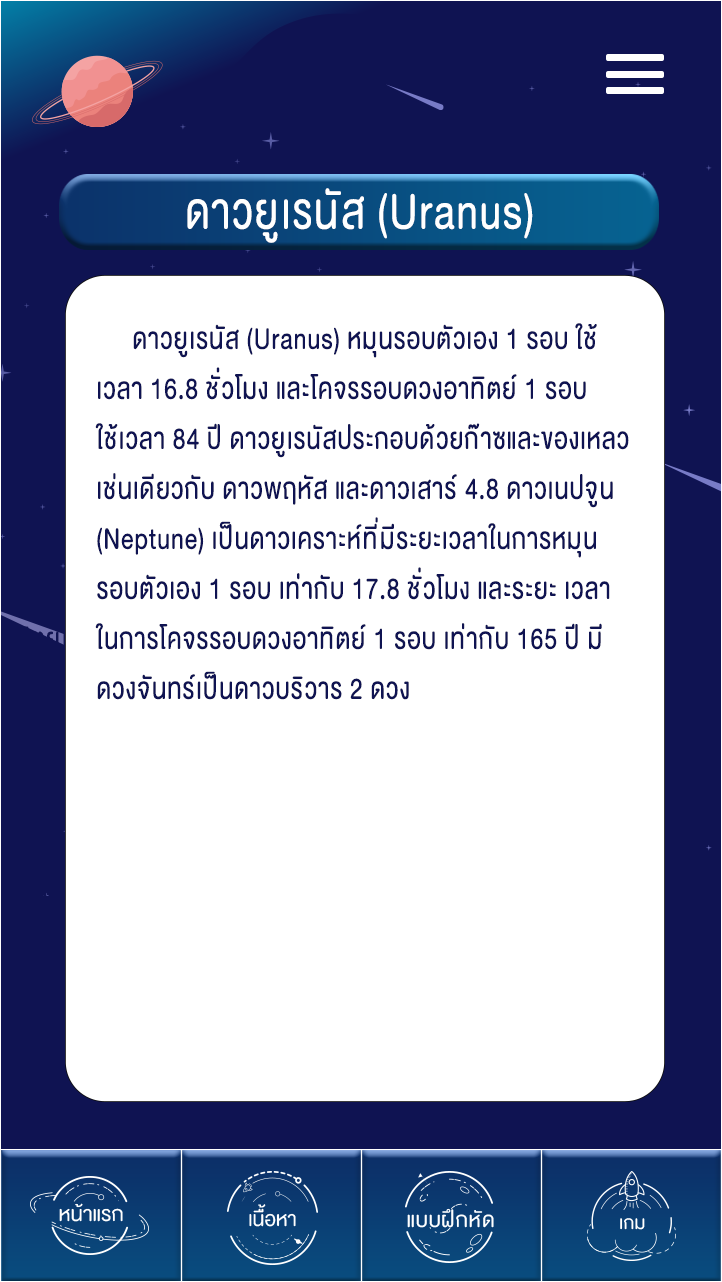 ดาวยูเรนัส (Uranus)
ดาวยูเรนัส (Uranus) หมุนรอบตัวเอง 1 รอบ ใช้
เวลา 16.8 ชั่วโมง และโคจรรอบดวงอาทิตย์ 1 รอบ
ใช้เวลา 84 ปี ดาวยูเรนัสประกอบด้วยก๊าซและของเหลว
เช่นเดียวกับ ดาวพฤหัส และดาวเสาร์ 4.8 ดาวเนปจูน
(Neptune) เป็นดาวเคราะห์ที่มีระยะเวลาในการหมุน
รอบตัวเอง 1 รอบ เท่ากับ 17.8 ชั่วโมง และระยะ เวลา
ในการโคจรรอบดวงอาทิตย์ 1 รอบ เท่ากับ 165 ปี มี
ดวงจันทร์เป็นดาวบริวาร 2 ดวง
หน้าแรก
เนื้อหา
แบบฝึกหัด
เกม